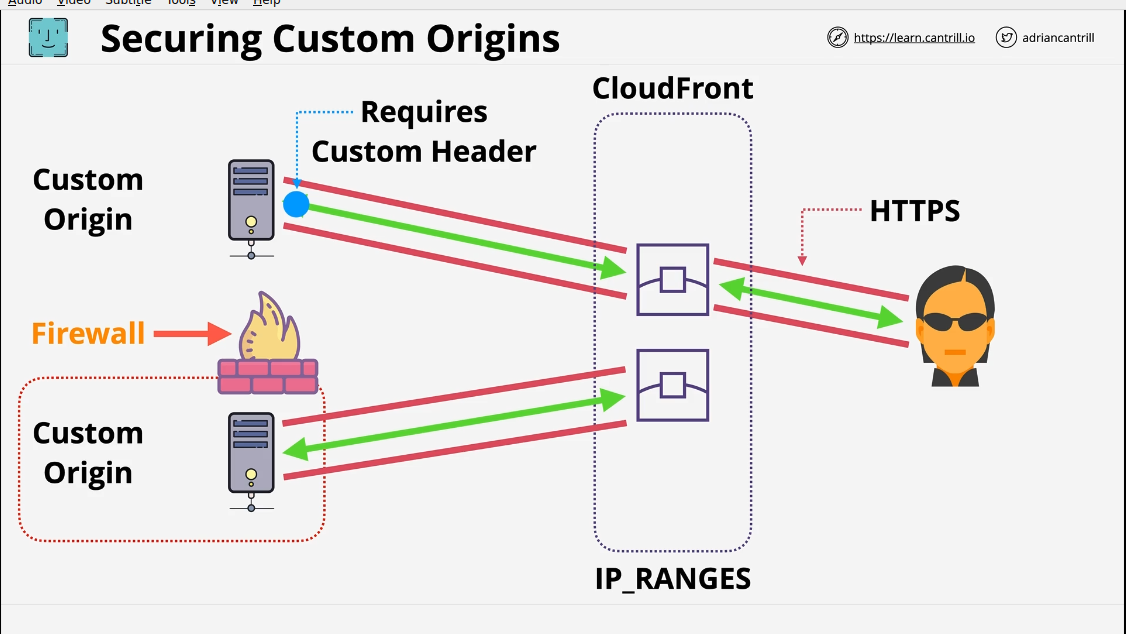 Audio Video Subtitle Tools View Help
Securing Custom Origins
https://learn.cantrill.io
adriancantrill
CloudFront
Requires
Custom Header
Custom
Origin
HTTPS
Firewall
Custom
Origin
IP_RANGES